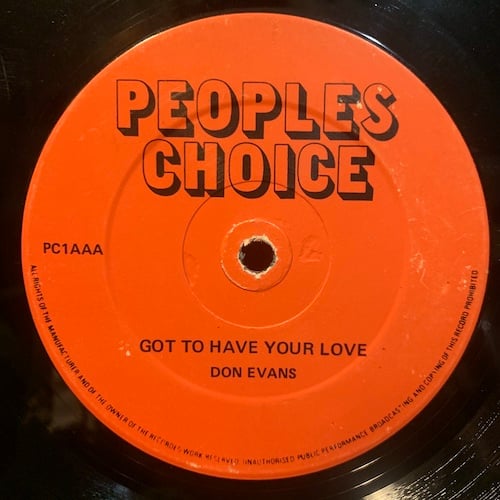 PEOPLES
CHOICE
PC1AAA
GOT TO HAVE YOUR LOVE
DON EVANS
ALL RIGHTS OF THE MANUFACTURER AND OF THE OWNER OF THE RECORDED WORK RESERVED. UNAUTHORISED PUBLIC PERFORMANCE BROADCASTING AND COPYING OF THIS RECORD PROHIBITED